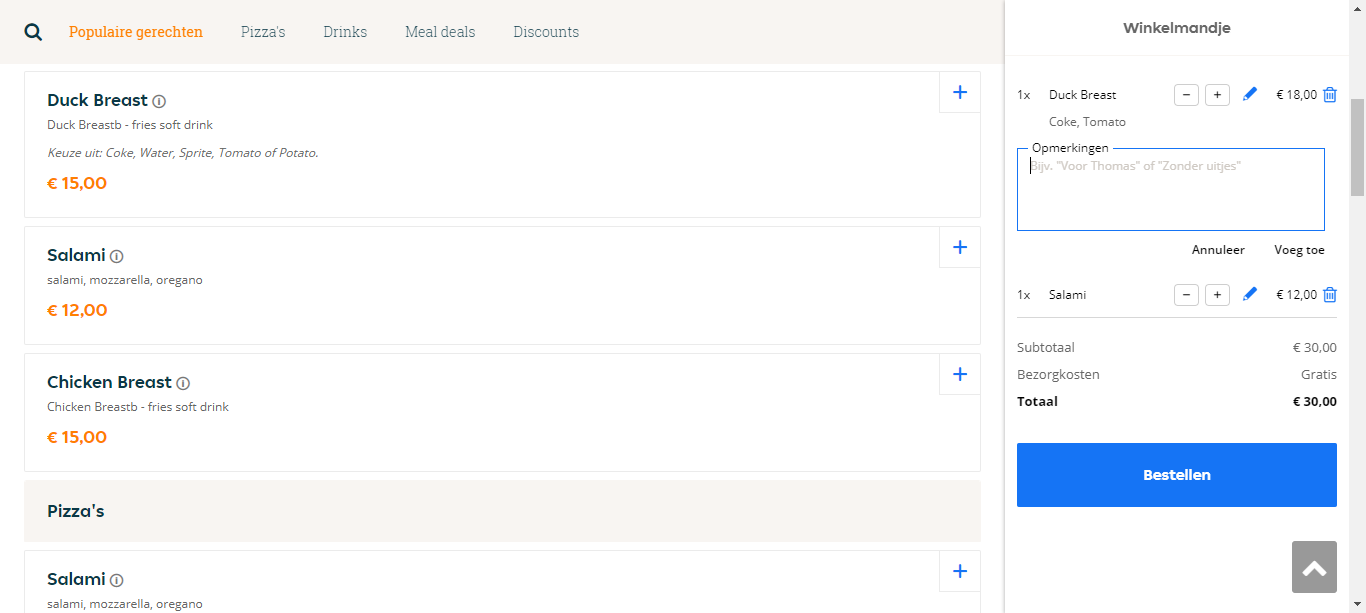 Populaire gerechten Pizza's Drinks Meal deals Discounts
Duck Breast
Duck Breastb - fries soft drink
Keuze uit: Coke, Water, Sprite, Tomato of Potato.
€ 15,00
Salami
salami, mozzarella, oregano
€ 12,00
Chicken Breast
Chicken Breastb - fries soft drink
€ 15,00
Pizza's
Salami
salami, mozzarella, oregano
Winkelmandje
1x Duck Breast − + € 18,00
Coke, Tomato
Opmerkingen
Bijv. "Voor Thomas" of "Zonder uitjes"
Annuleer Voeg toe
1x Salami − + € 12,00
Subtotaal € 30,00
Bezorgkosten Gratis
Totaal € 30,00
Bestellen